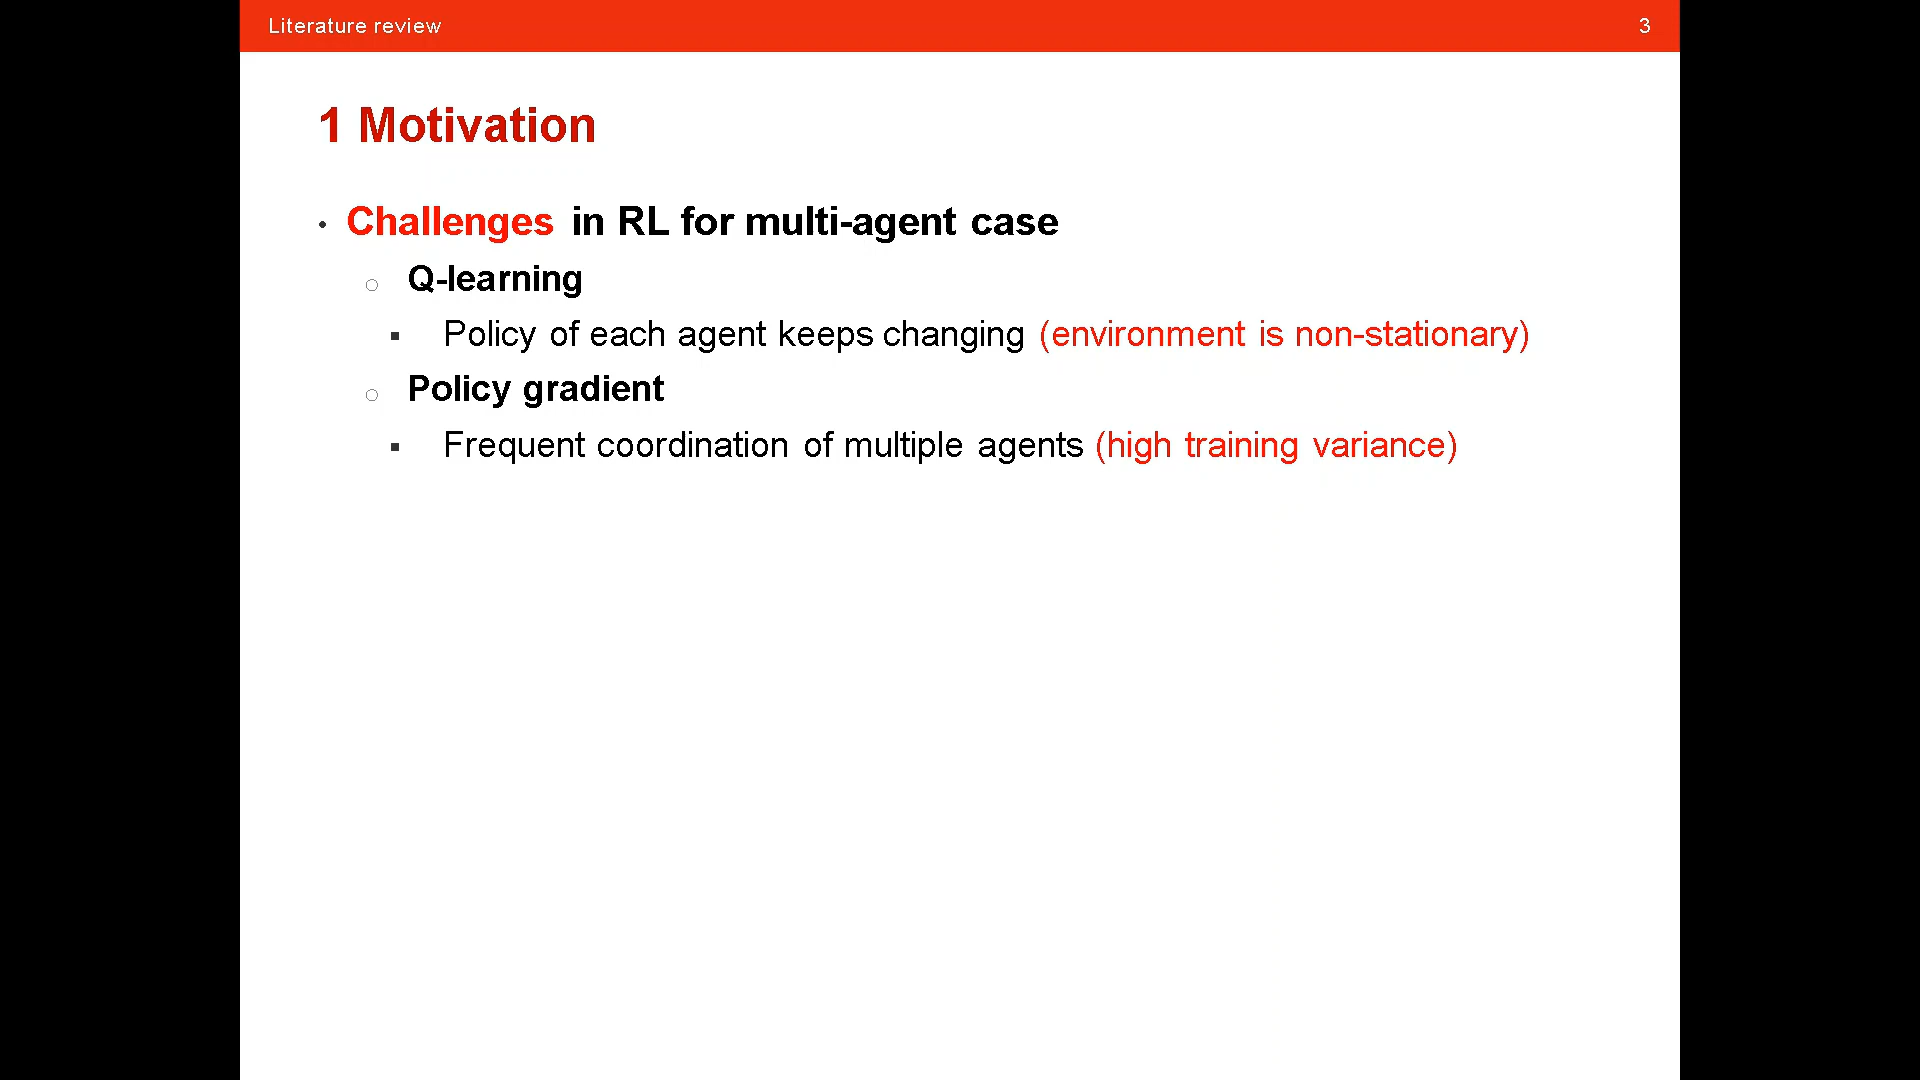 Literature review
3
1 Motivation
• Challenges in RL for multi-agent case
○ Q-learning
▪ Policy of each agent keeps changing (environment is non-stationary)
○ Policy gradient
▪ Frequent coordination of multiple agents (high training variance)